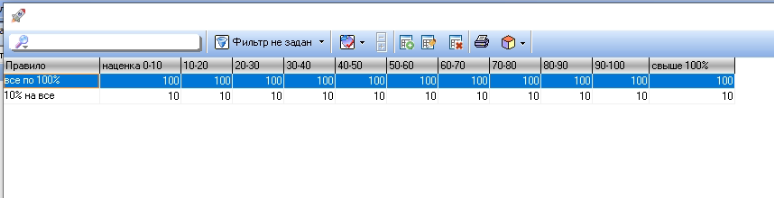 Фильтр не задан
Правило наценка 0-10 10-20 20-30 30-40 40-50 50-60 60-70 70-80 80-90 90-100 свыше 100%
все по 100% 100 100 100 100 100 100 100 100 100 100 100
10% на все 10 10 10 10 10 10 10 10 10 10 10